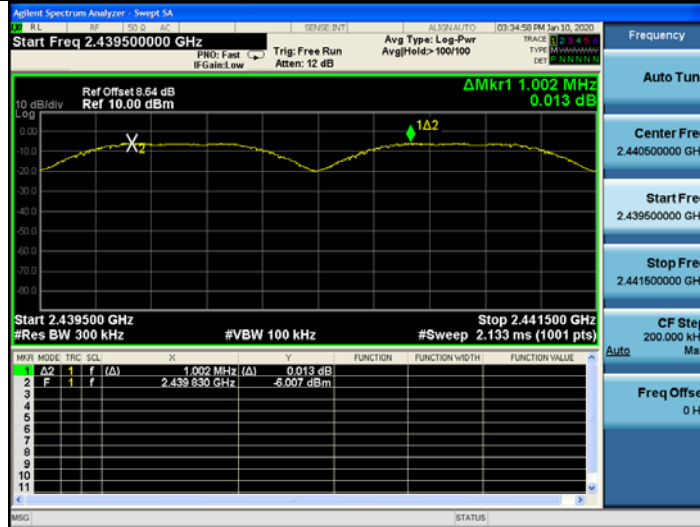 Agilent Spectrum Analyzer - Swept SA
RL RF 50 Ω AC SENSE:INT ALIGNAUTO 03:34:58 PM Jan 10, 2020
Start Freq 2.439500000 GHz
PNO: Fast
IFGain:Low
Trig: Free Run
Atten: 12 dB
Avg Type: Log-Pwr
Avg|Hold:> 100/100
TRACE 1 2 3 4 5 6
TYPE M
DET P N N N N N
Ref Offset 8.64 dB
10 dB/div Ref 10.00 dBm
ΔMkr1 1.002 MHz
0.013 dB
Log
0.00
-10.0
-20.0
-30.0
-40.0
-50.0
-60.0
-70.0
-80.0
X2
1Δ2
Start 2.439500 GHz Stop 2.441500 GHz
#Res BW 300 kHz #VBW 100 kHz #Sweep 2.133 ms (1001 pts)
MKR MODE TRC SCL X Y FUNCTION FUNCTION WIDTH FUNCTION VALUE
1 Δ2 1 f (Δ) 1.002 MHz (Δ) 0.013 dB
2 F 1 f 2.439 830 GHz -6.007 dBm
3
4
5
6
7
8
9
10
11
MSG STATUS
Frequency
Auto Tun
Center Fre
2.440500000 GH
Start Fre
2.439500000 GH
Stop Fre
2.441500000 GH
CF Step
200.000 kH
Auto Ma
Freq Offse
0 H